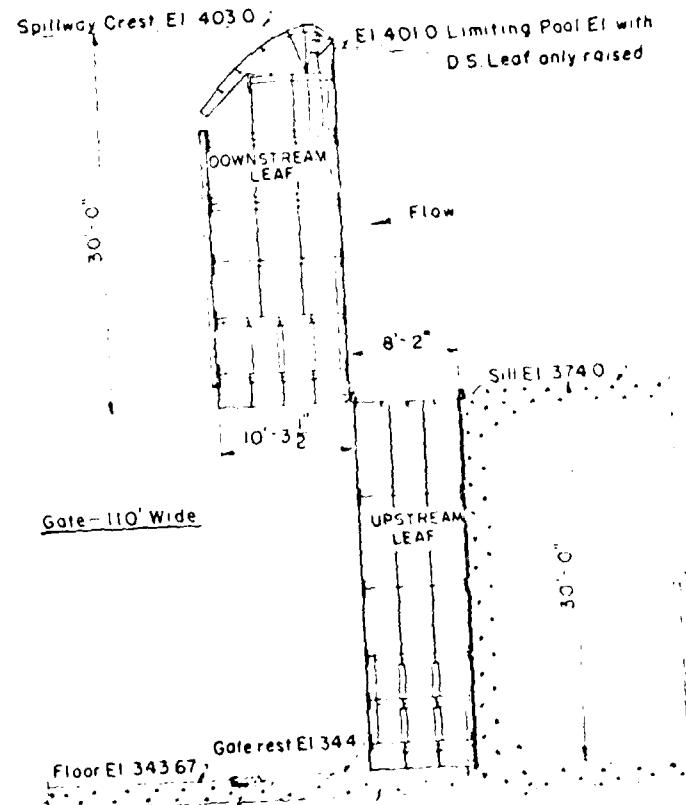 Spillway Crest El 403 0
El 401 0 Limiting Pool El with
D S. Leaf only raised
DOWNSTREAM
LEAF
Flow
30'-0"
8'-2"
Sill El 374 0
10'-3 1/2"
Gate - 110' Wide
UPSTREAM
LEAF
30'-0"
Gate rest El 344
Floor El 343 67